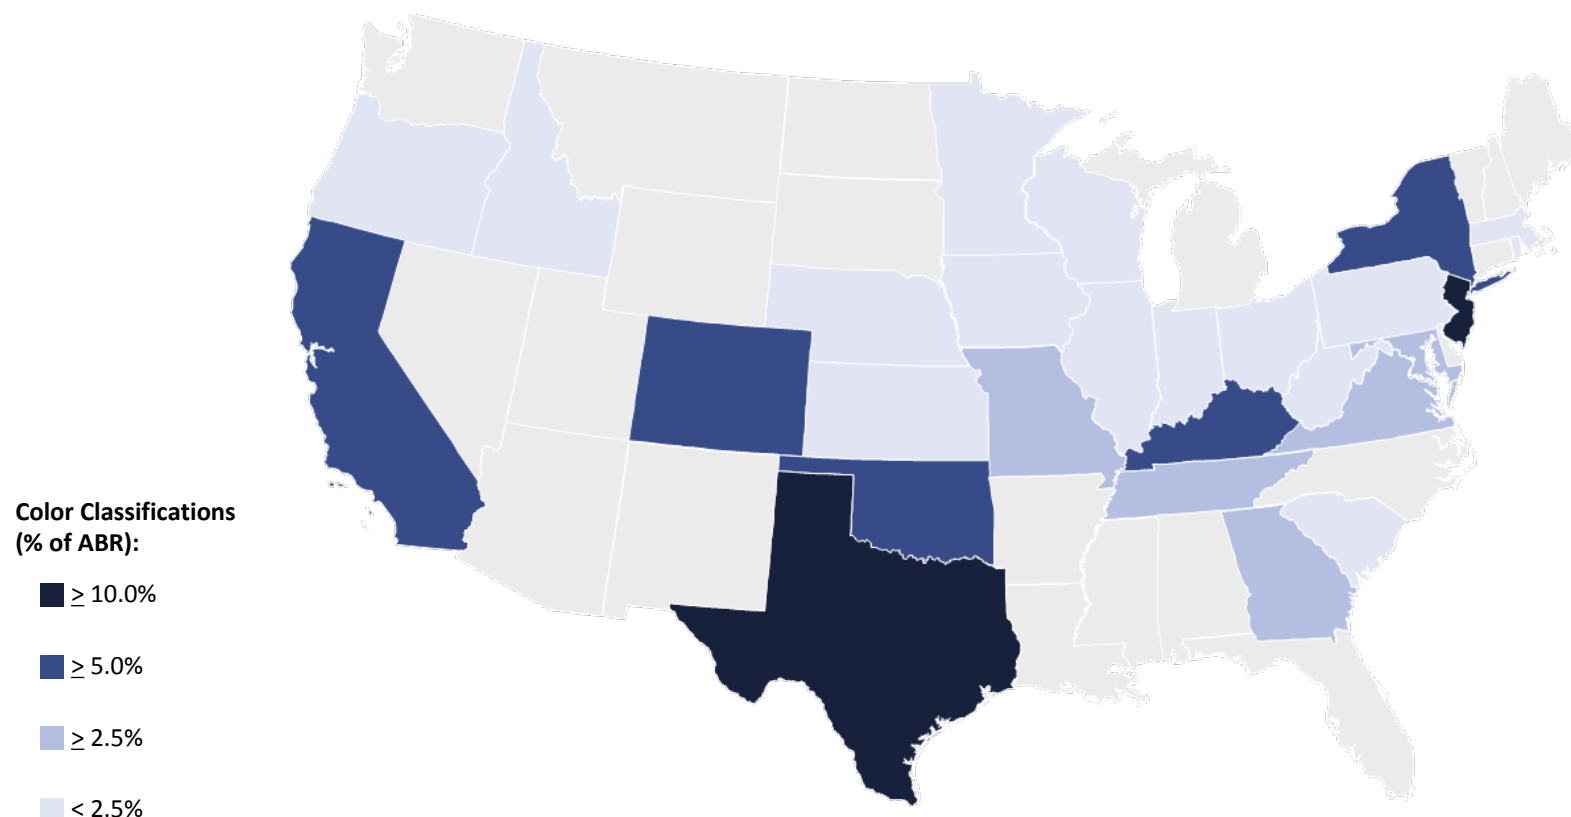 Color Classifications
(% of ABR):
≥ 10.0%
≥ 5.0%
≥ 2.5%
< 2.5%